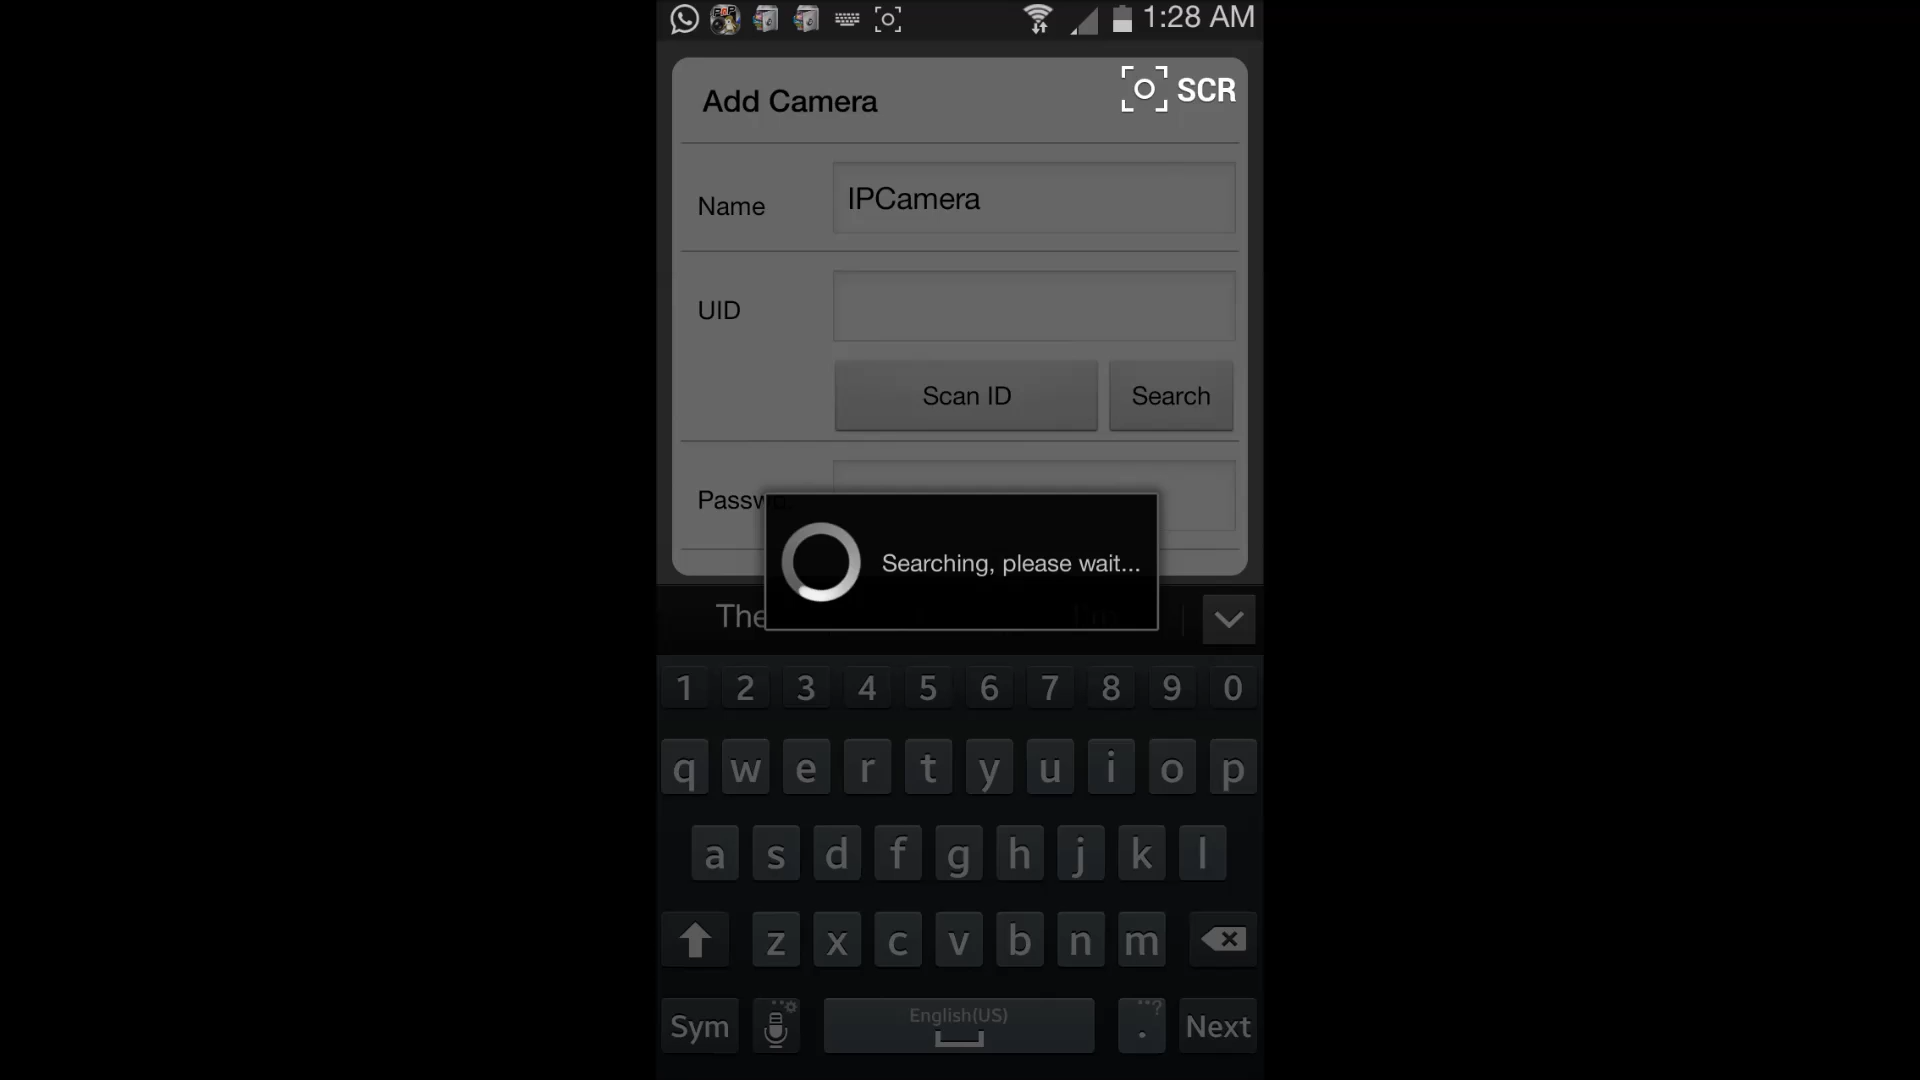 1:28 AM
Add Camera
SCR
Name
IPCamera
UID
Scan ID
Search
Searching, please wait...
The
1 2 3 4 5 6 7 8 9 0
q w e r t y u i o p
a s d f g h j k l
z x c v b n m
Sym
English(US)
.
Next